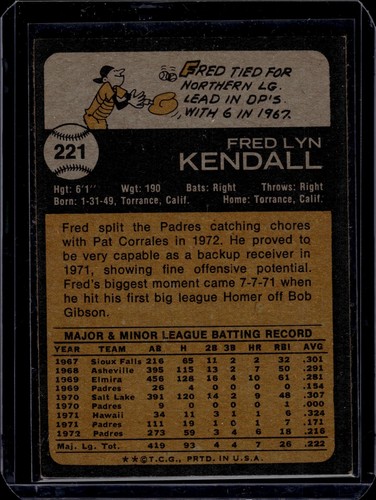 FRED TIED FOR
NORTHERN LG.
LEAD IN DP'S
WITH 6 IN 1967.
221
FRED LYN
KENDALL
Hgt: 6'1" Wgt: 190 Bats: Right Throws: Right
Born: 1-31-49, Torrance, Calif. Home: Torrance, Calif.
Fred split the Padres catching chores
with Pat Corrales in 1972. He proved to
be very capable as a backup receiver in
1971, showing fine offensive potential.
Fred's biggest moment came 7-7-71 when
he hit his first big league Homer off Bob
Gibson.
MAJOR & MINOR LEAGUE BATTING RECORD
YEAR TEAM AB H 2B 3B HR RBI AVG
1967 Sioux Falls 216 65 11 2 2 32 .301
1968 Asheville 395 115 13 2 7 50 .291
1969 Elmira 456 128 16 4 10 61 .281
1969 Padres 26 4 0 0 0 0 .154
1970 Salt Lake 391 120 14 2 9 48 .307
1970 Padres 9 0 0 0 0 1 .000
1971 Hawaii 34 11 3 1 1 6 .324
1971 Padres 111 19 1 0 1 7 .171
1972 Padres 273 59 3 4 6 18 .216
Maj. Lg. Tot. 419 93 4 4 7 26 .222
**©T.C.G., PRTD. IN U.S.A.